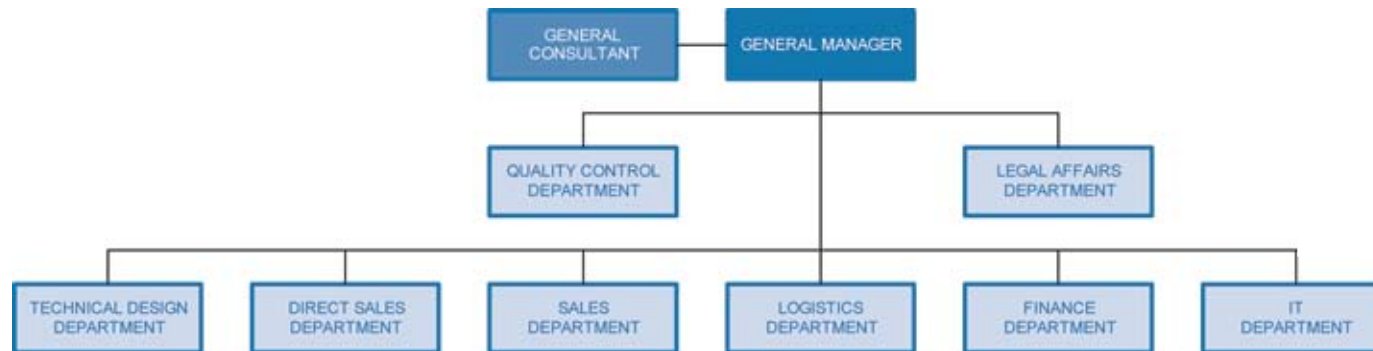 GENERAL
CONSULTANT
GENERAL MANAGER
QUALITY CONTROL
DEPARTMENT
LEGAL AFFAIRS
DEPARTMENT
TECHNICAL DESIGN
DEPARTMENT
DIRECT SALES
DEPARTMENT
SALES
DEPARTMENT
LOGISTICS
DEPARTMENT
FINANCE
DEPARTMENT
IT
DEPARTMENT